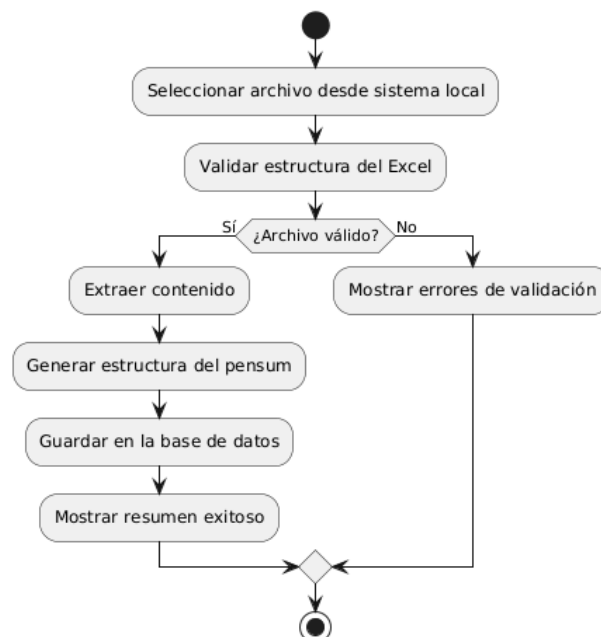 Seleccionar archivo desde sistema local
Validar estructura del Excel
¿Archivo válido?
Sí
No
Extraer contenido
Mostrar errores de validación
Generar estructura del pensum
Guardar en la base de datos
Mostrar resumen exitoso